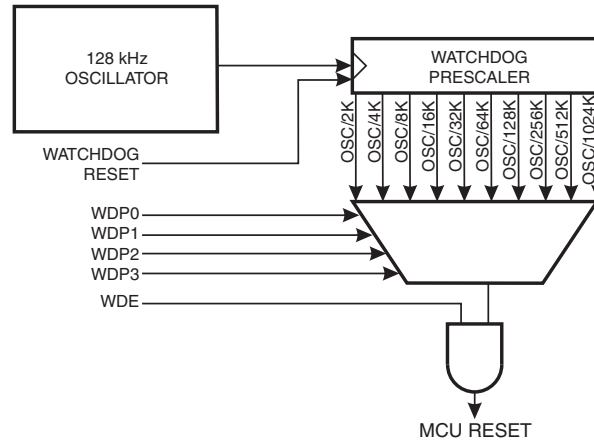 128 kHz
OSCILLATOR
WATCHDOG
PRESCALER
OSC/2K
OSC/4K
OSC/8K
OSC/16K
OSC/32K
OSC/64K
OSC/128K
OSC/256K
OSC/512K
OSC/1024K
WATCHDOG
RESET
WDP0
WDP1
WDP2
WDP3
WDE
MCU RESET